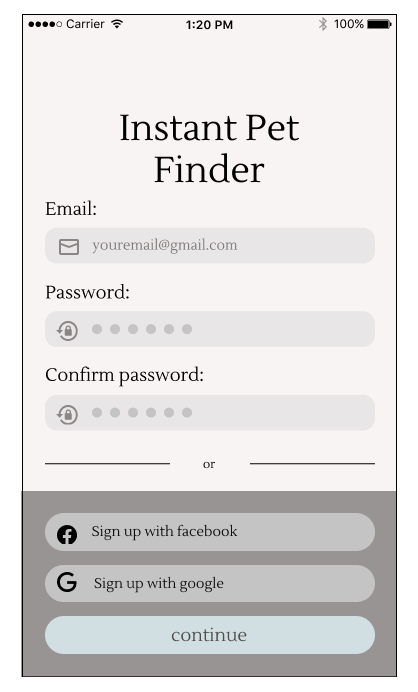 Carrier 1:20 PM 100%
Instant Pet
Finder
Email:
youremail@gmail.com
Password:
Confirm password:
or
Sign up with facebook
G Sign up with google
continue